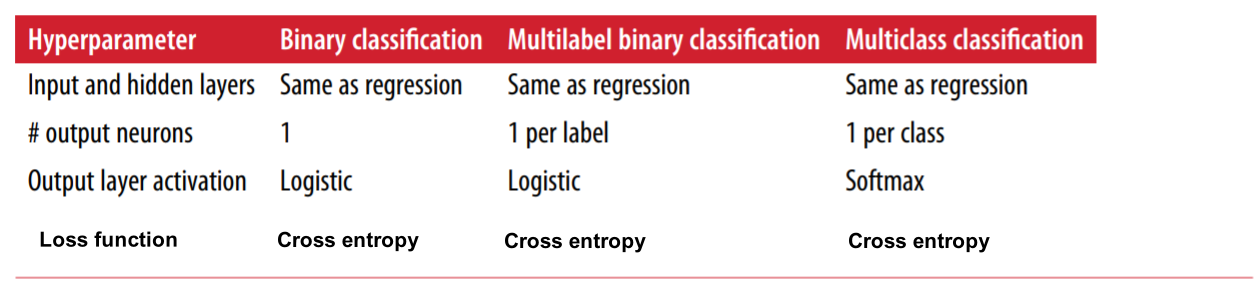 Hyperparameter Binary classification Multilabel binary classification Multiclass classification
Input and hidden layers Same as regression Same as regression Same as regression
# output neurons 1 1 per label 1 per class
Output layer activation Logistic Logistic Softmax
Loss function Cross entropy Cross entropy Cross entropy